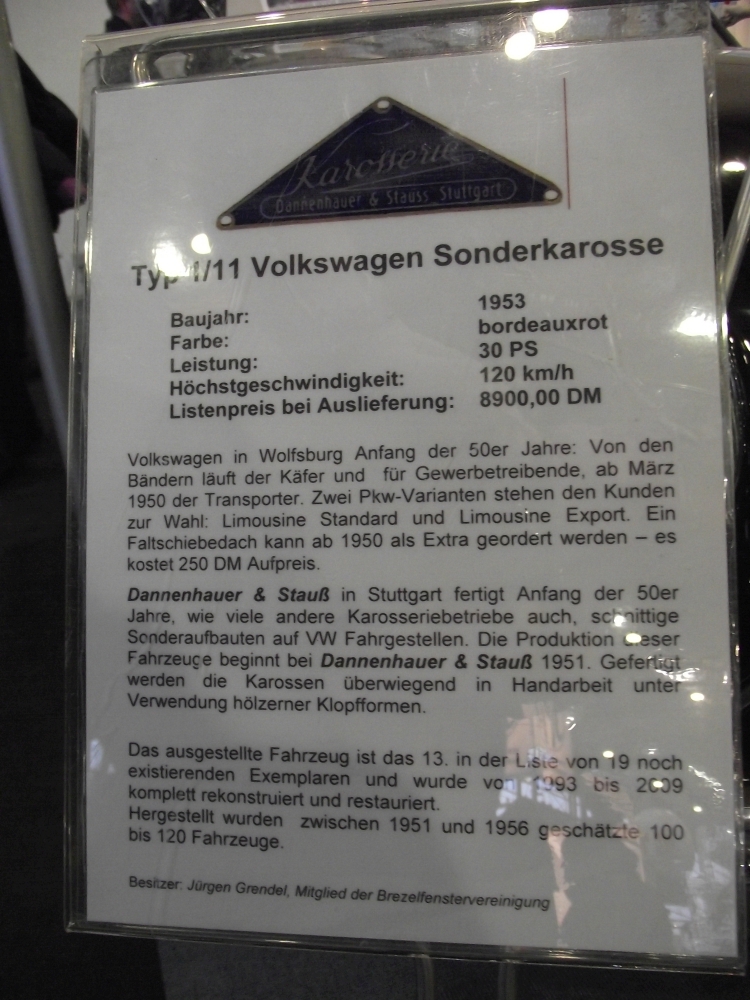 Karosserie
Dannenhauer & Stauss Stuttgart
Typ 1/11 Volkswagen Sonderkarosse
Baujahr: 1953
Farbe: bordeauxrot
Leistung: 30 PS
Höchstgeschwindigkeit: 120 km/h
Listenpreis bei Auslieferung: 8900,00 DM
Volkswagen in Wolfsburg Anfang der 50er Jahre: Von den
Bändern läuft der Käfer und für Gewerbetreibende, ab März
1950 der Transporter. Zwei Pkw-Varianten stehen den Kunden
zur Wahl: Limousine Standard und Limousine Export. Ein
Faltschiebedach kann ab 1950 als Extra geordert werden – es
kostet 250 DM Aufpreis.
Dannenhauer & Stauß in Stuttgart fertigt Anfang der 50er
Jahre, wie viele andere Karosseriebetriebe auch, schnittige
Sonderaufbauten auf VW Fahrgestellen. Die Produktion dieser
Fahrzeuge beginnt bei Dannenhauer & Stauß 1951. Gefertigt
werden die Karossen überwiegend in Handarbeit unter
Verwendung hölzerner Klopfformen.
Das ausgestellte Fahrzeug ist das 13. in der Liste von 19 noch
existierenden Exemplaren und wurde von 1993 bis 2009
komplett rekonstruiert und restauriert.
Hergestellt wurden zwischen 1951 und 1956 geschätzte 100
bis 120 Fahrzeuge.
Besitzer: Jürgen Grendel, Mitglied der Brezelfenstervereinigung